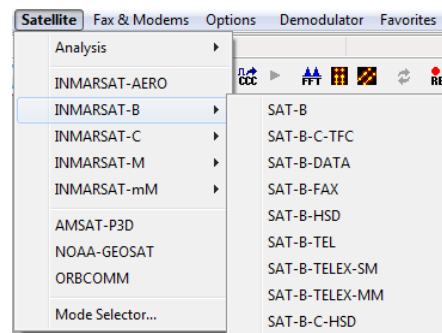 Satellite Fax & Modems Options Demodulator Favorites
Analysis
CCC FFT
INMARSAT-AERO
INMARSAT-B
INMARSAT-C
INMARSAT-M
INMARSAT-mM
AMSAT-P3D
NOAA-GEOSAT
ORBCOMM
Mode Selector...
SAT-B
SAT-B-C-TFC
SAT-B-DATA
SAT-B-FAX
SAT-B-HSD
SAT-B-TEL
SAT-B-TELEX-SM
SAT-B-TELEX-MM
SAT-B-C-HSD